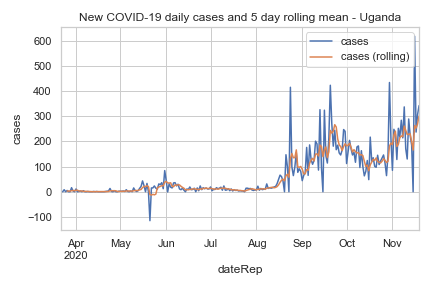 New COVID-19 daily cases and 5 day rolling mean - Uganda
cases
cases (rolling)
600
500
400
300
200
100
0
−100
cases
Apr
2020
May
Jun
Jul
Aug
Sep
Oct
Nov
dateRep